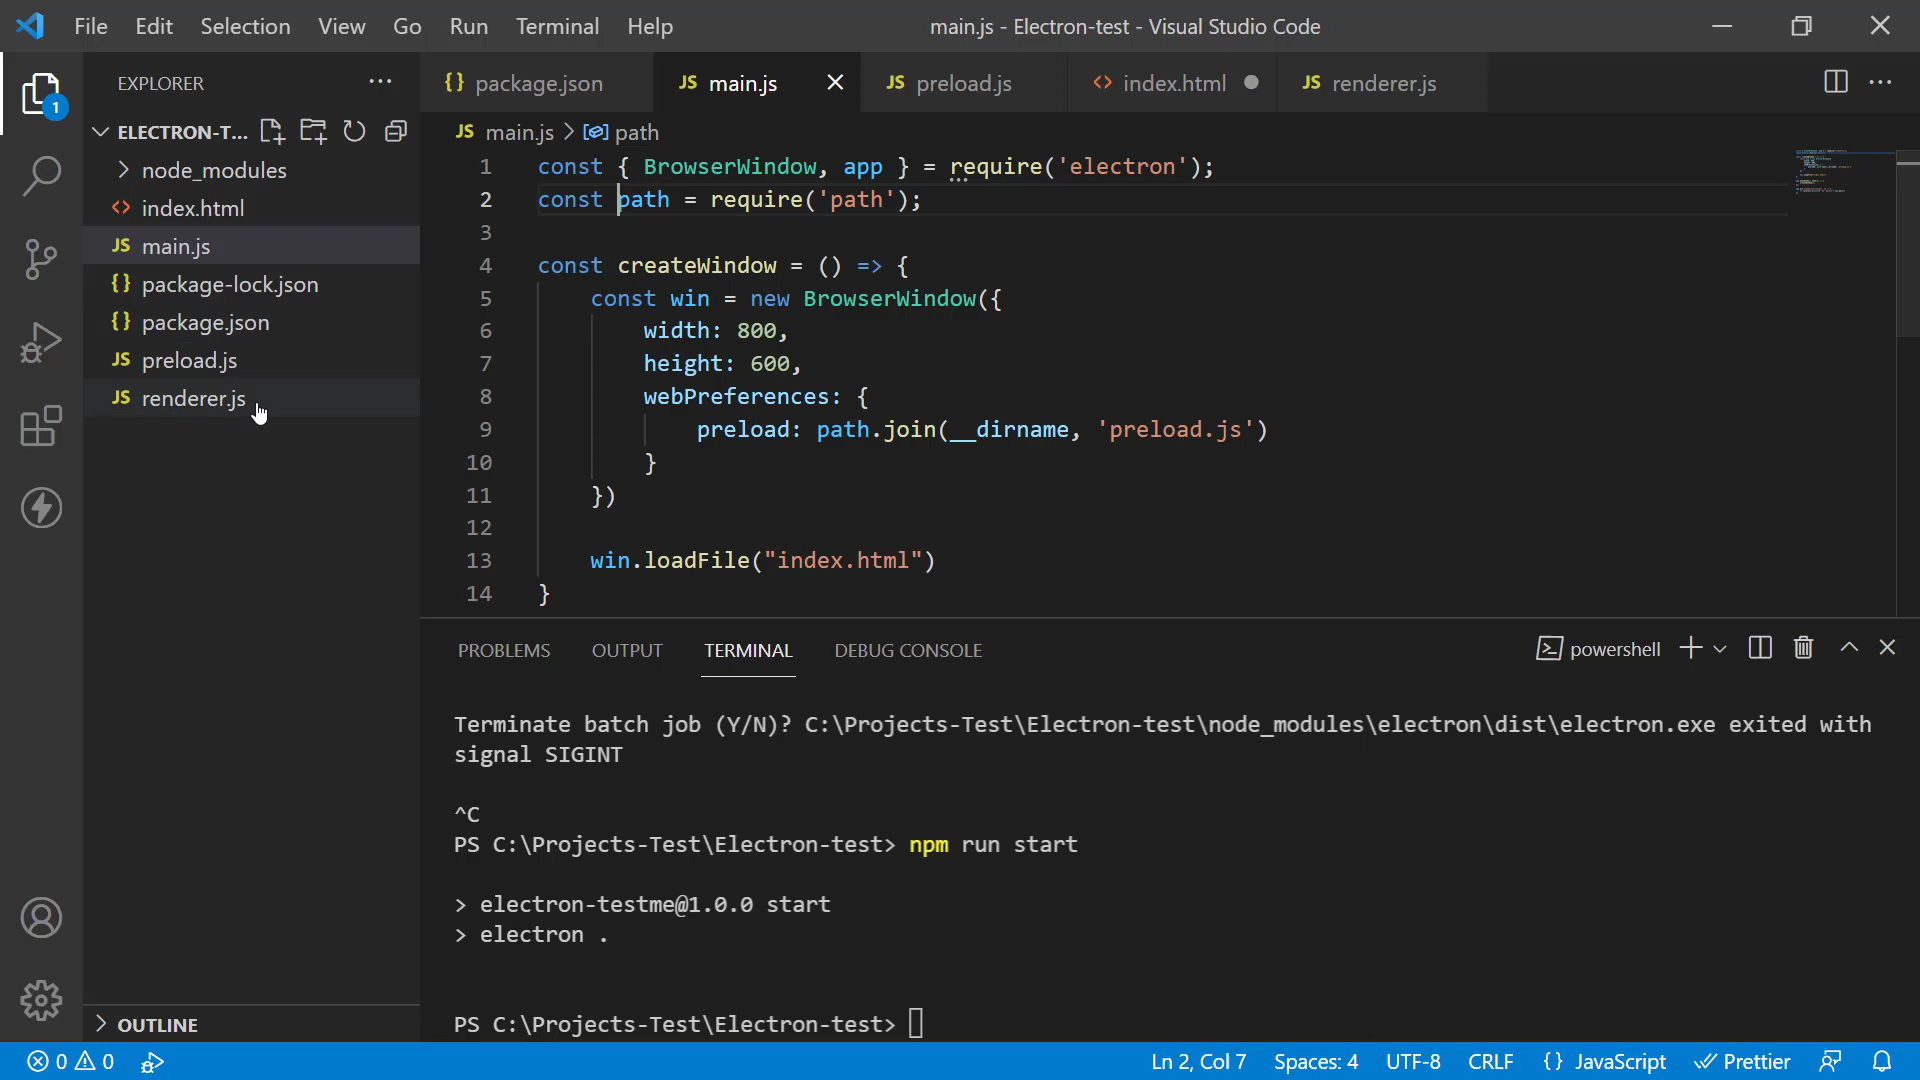 File Edit Selection View Go Run Terminal Help
main.js - Electron-test - Visual Studio Code
EXPLORER
1
ELECTRON-T...
node_modules
index.html
JS main.js
{} package-lock.json
{} package.json
JS preload.js
JS renderer.js
OUTLINE
{} package.json
JS main.js
JS preload.js
index.html
JS renderer.js
JS main.js > path
1 const { BrowserWindow, app } = require('electron');
2 const path = require('path');
3
4 const createWindow = () => {
5 const win = new BrowserWindow({
6 width: 800,
7 height: 600,
8 webPreferences: {
9 preload: path.join(__dirname, 'preload.js')
10 }
11 })
12
13 win.loadFile("index.html")
14 }
PROBLEMS OUTPUT TERMINAL DEBUG CONSOLE
powershell
Terminate batch job (Y/N)? C:\Projects-Test\Electron-test\node_modules\electron\dist\electron.exe exited with
signal SIGINT
^C
PS C:\Projects-Test\Electron-test> npm run start
> electron-testme@1.0.0 start
> electron .
PS C:\Projects-Test\Electron-test>
0 0
Ln 2, Col 7 Spaces: 4 UTF-8 CRLF {} JavaScript Prettier